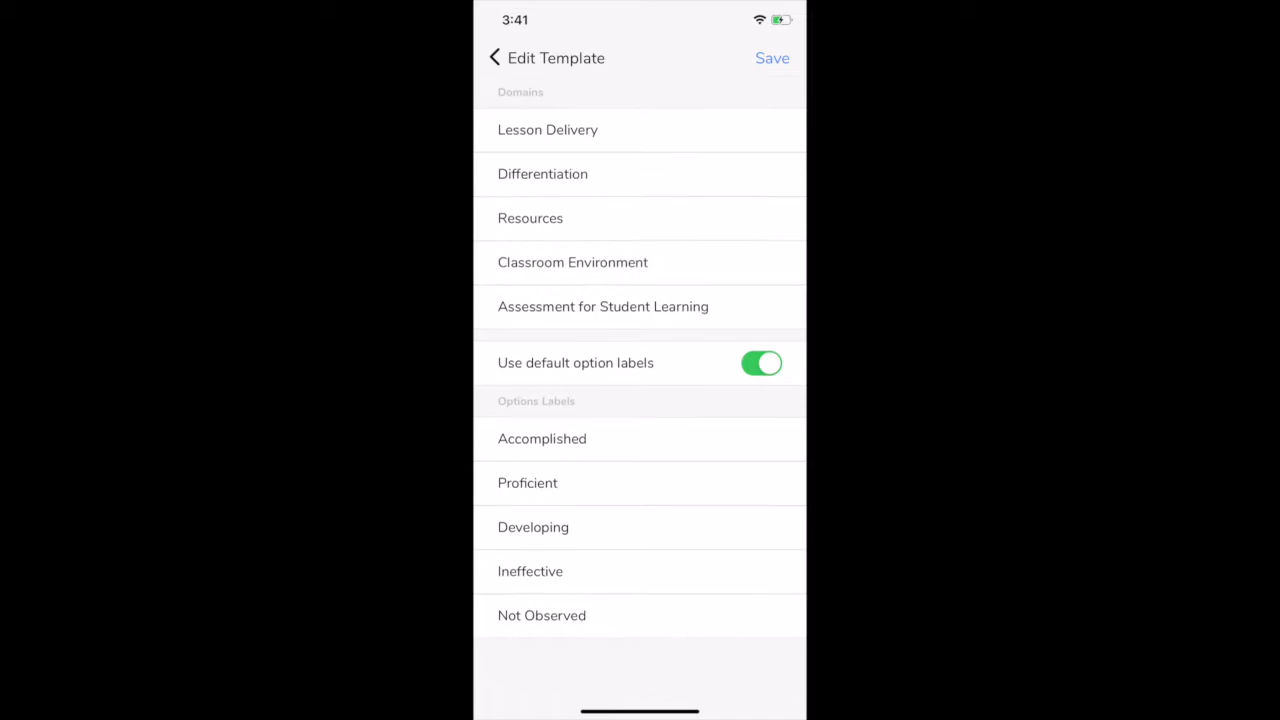 3:41
Edit Template
Save
Domains
Lesson Delivery
Differentiation
Resources
Classroom Environment
Assessment for Student Learning
Use default option labels
Options Labels
Accomplished
Proficient
Developing
Ineffective
Not Observed